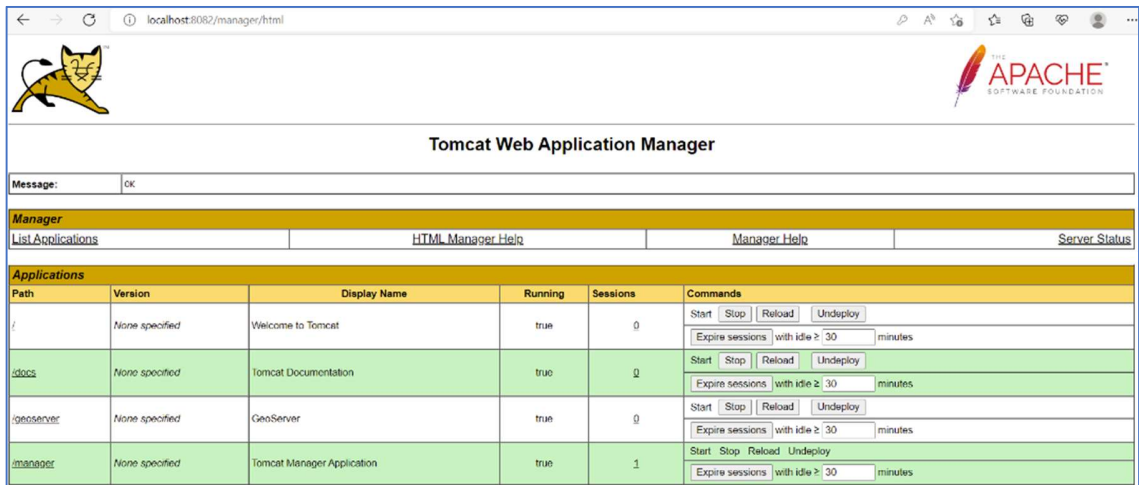 localhost:8082/manager/html
THE
APACHE®
SOFTWARE FOUNDATION
Tomcat Web Application Manager
Message: OK
Manager
List Applications HTML Manager Help Manager Help Server Status
Applications
Path Version Display Name Running Sessions Commands
/ None specified Welcome to Tomcat true 0 Start Stop Reload Undeploy
Expire sessions with idle ≥ 30 minutes
/docs None specified Tomcat Documentation true 0 Start Stop Reload Undeploy
Expire sessions with idle ≥ 30 minutes
/geoserver None specified GeoServer true 0 Start Stop Reload Undeploy
Expire sessions with idle ≥ 30 minutes
/manager None specified Tomcat Manager Application true 1 Start Stop Reload Undeploy
Expire sessions with idle ≥ 30 minutes